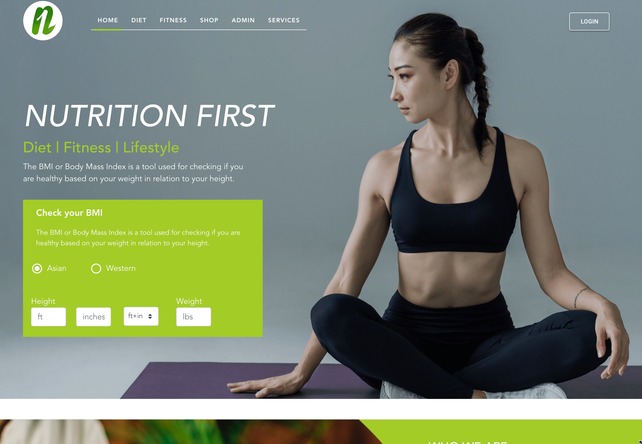 n
HOME DIET FITNESS SHOP ADMIN SERVICES
LOGIN
NUTRITION FIRST
Diet | Fitness | Lifestyle
The BMI or Body Mass Index is a tool used for checking if you
are healthy based on your weight in relation to your height.
Check your BMI
The BMI or Body Mass Index is a tool used for checking if you are
healthy based on your weight in relation to your height.
Asian Western
Height Weight
ft inches ft+in lbs
WHO WE ARE